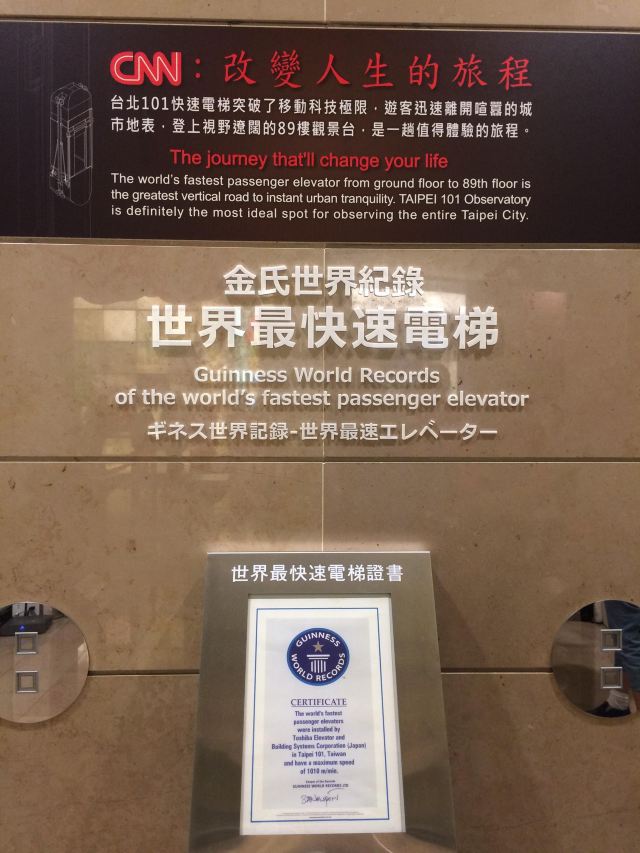 CNN：改變人生的旅程
台北101快速電梯突破了移動科技極限，遊客迅速離開喧囂的城
市地表，登上視野遼闊的89樓觀景台，是一趟值得體驗的旅程。
The journey that'll change your life
The world's fastest passenger elevator from ground floor to 89th floor is
the greatest vertical road to instant urban tranquility. TAIPEI 101 Observatory
is definitely the most ideal spot for observing the entire Taipei City.
金氏世界紀錄
世界最快速電梯
Guinness World Records
of the world's fastest passenger elevator
ギネス世界記録-世界最速エレベーター
世界最快速電梯證書
GUINNESS
WORLD RECORDS
CERTIFICATE
The world's fastest
passenger elevators
were installed by
Toshiba Elevator and
Building Systems Corporation (Japan)
in Taipei 101, Taiwan
and have a maximum speed
of 1010 m/min.
Keeper of the Records
GUINNESS WORLD RECORDS LTD